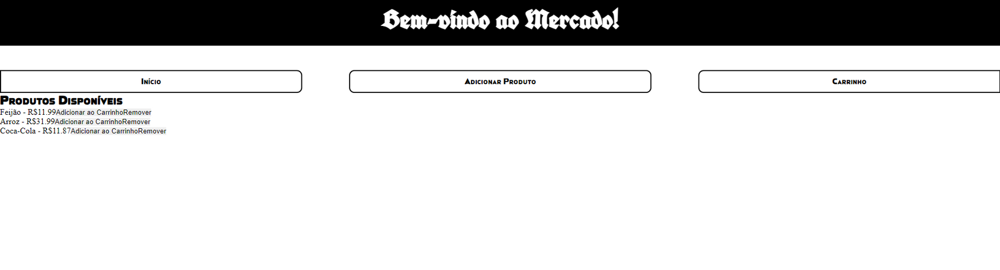 Bem-vindo ao Mercado!
Início Adicionar Produto Carrinho
Produtos Disponíveis
Feijão - R$11.99Adicionar ao CarrinhoRemover
Arroz - R$31.99Adicionar ao CarrinhoRemover
Coca-Cola - R$11.87Adicionar ao CarrinhoRemover